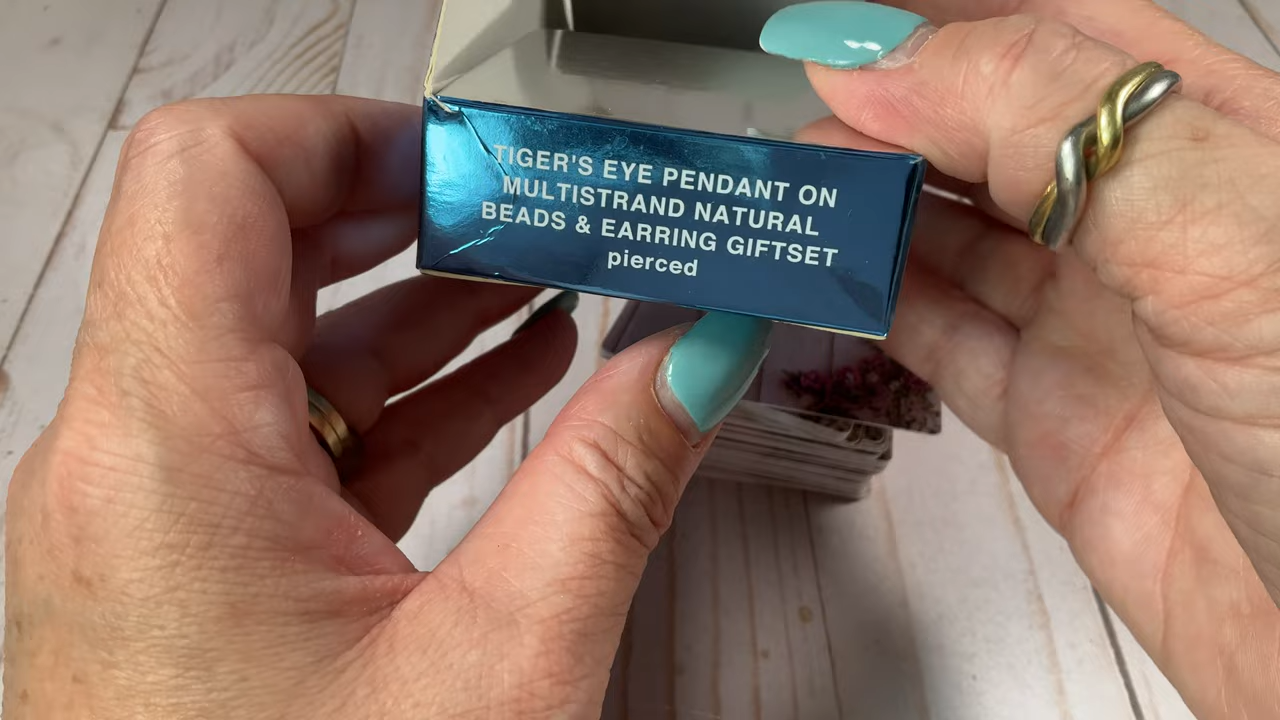 TIGER'S EYE PENDANT ON
MULTISTRAND NATURAL
BEADS & EARRING GIFTSET
pierced